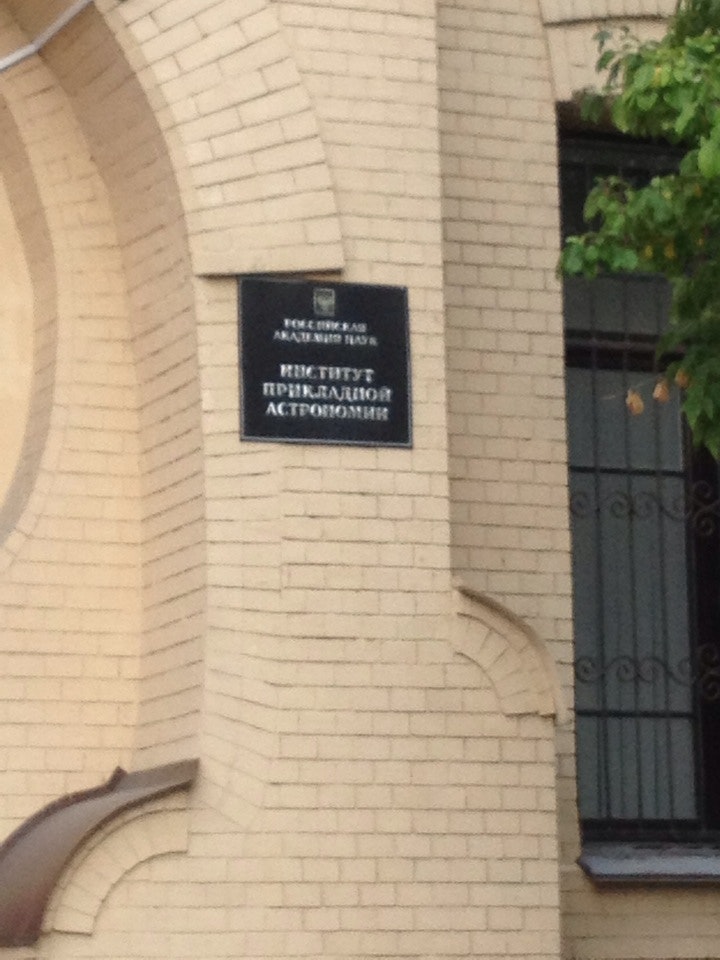 РОССИЙСКАЯ
АКАДЕМИЯ НАУК
ИНСТИТУТ
ПРИКЛАДНОЙ
АСТРОНОМИИ